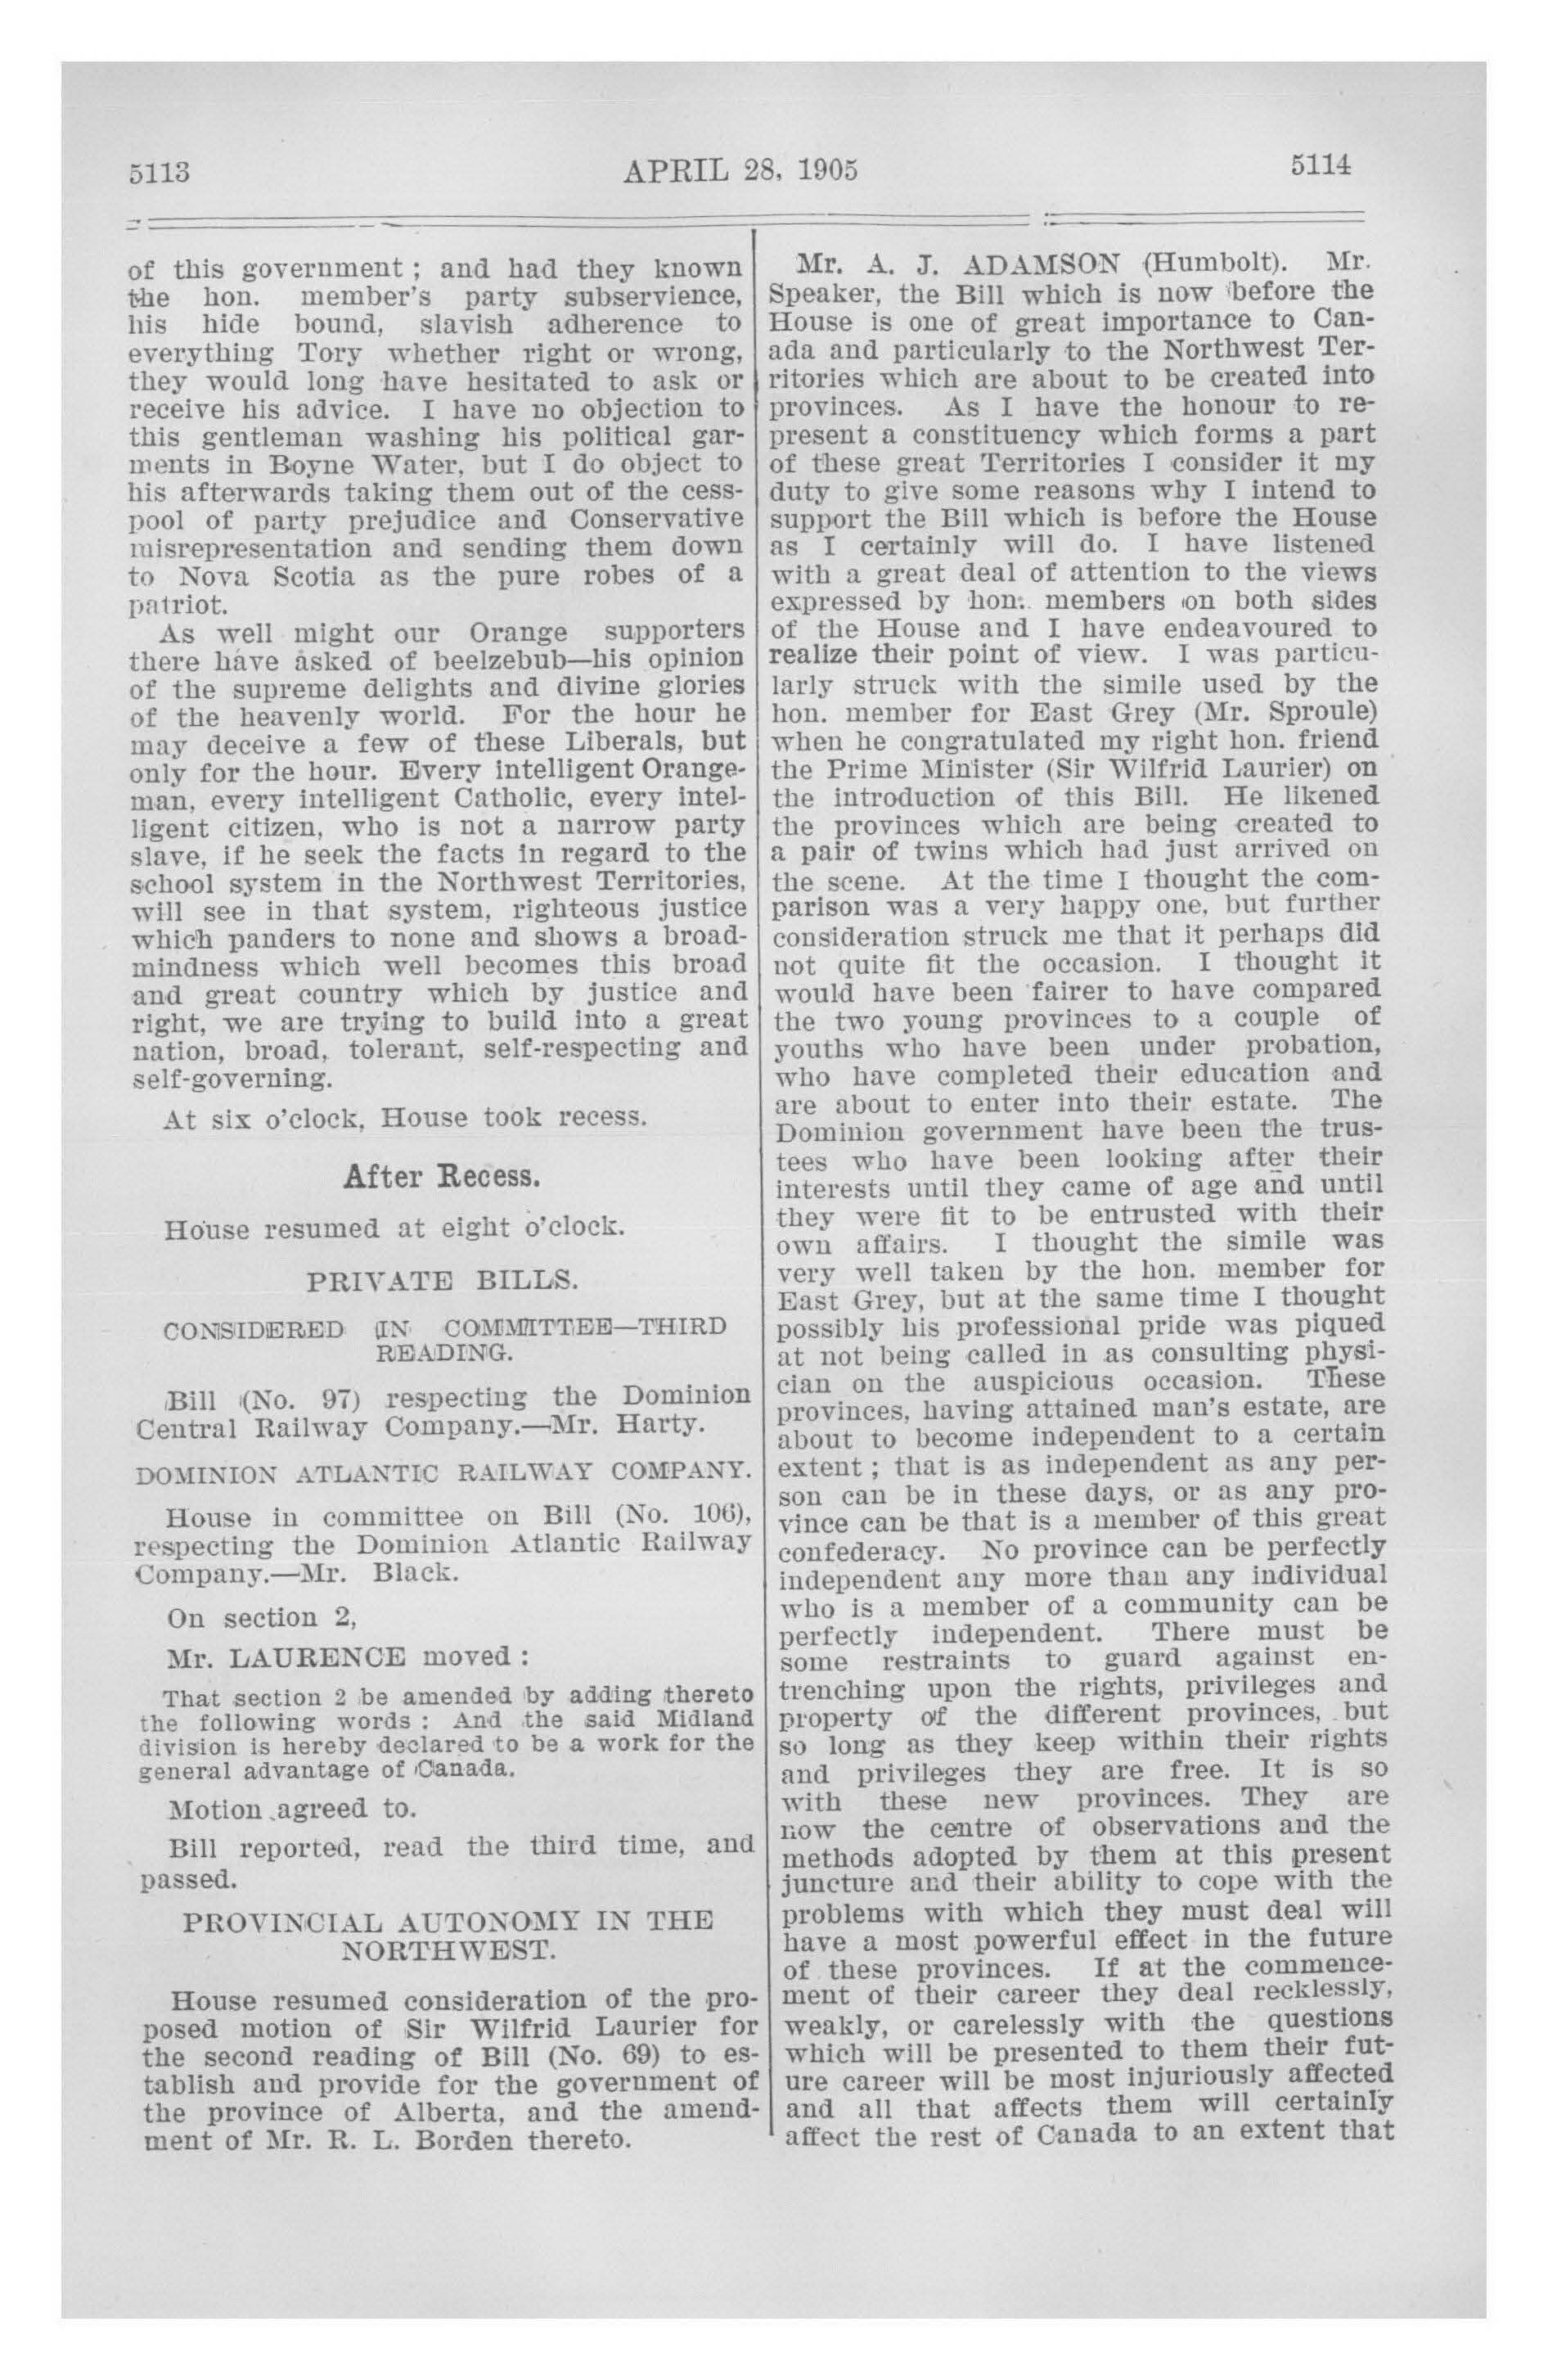 5113
APRIL 28, 1905
5114
of this government ; and had they known
the hon. member's party subservience,
his hide bound, slavish adherence to
everything Tory whether right or wrong,
they would long have hesitated to ask or
receive his advice. I have no objection to
this gentleman washing his political gar-
ments in Boyne Water, but I do object to
his afterwards taking them out of the cess-
pool of party prejudice and Conservative
misrepresentation and sending them down
to Nova Scotia as the pure robes of a
patriot.
As well might our Orange supporters
there have asked of beelzebub—his opinion
of the supreme delights and divine glories
of the heavenly world. For the hour he
may deceive a few of these Liberals, but
only for the hour. Every intelligent Orange-
man, every intelligent Catholic, every intel-
ligent citizen, who is not a narrow party
slave, if he seek the facts in regard to the
school system in the Northwest Territories,
will see in that system, righteous justice
which panders to none and shows a broad-
mindness which well becomes this broad
and great country which by justice and
right, we are trying to build into a great
nation, broad, tolerant, self-respecting and
self-governing.
At six o'clock, House took recess.
After Recess.
House resumed at eight o'clock.
PRIVATE BILLS.
CONSIDERED IN COMMITTEE—THIRD
READING.
Bill (No. 97) respecting the Dominion
Central Railway Company.—Mr. Harty.
DOMINION ATLANTIC RAILWAY COMPANY.
House in committee on Bill (No. 106),
respecting the Dominion Atlantic Railway
Company.—Mr. Black.
On section 2,
Mr. LAURENCE moved :
That section 2 be amended by adding thereto
the following words : And the said Midland
division is hereby declared to be a work for the
general advantage of Canada.
Motion agreed to.
Bill reported, read the third time, and
passed.
PROVINCIAL AUTONOMY IN THE
NORTHWEST.
House resumed consideration of the pro-
posed motion of Sir Wilfrid Laurier for
the second reading of Bill (No. 69) to es-
tablish and provide for the government of
the province of Alberta, and the amend-
ment of Mr. R. L. Borden thereto.
Mr. A. J. ADAMSON (Humbolt). Mr.
Speaker, the Bill which is now before the
House is one of great importance to Can-
ada and particularly to the Northwest Ter-
ritories which are about to be created into
provinces. As I have the honour to re-
present a constituency which forms a part
of these great Territories I consider it my
duty to give some reasons why I intend to
support the Bill which is before the House
as I certainly will do. I have listened
with a great deal of attention to the views
expressed by hon. members on both sides
of the House and I have endeavoured to
realize their point of view. I was particu-
larly struck with the simile used by the
hon. member for East Grey (Mr. Sproule)
when he congratulated my right hon. friend
the Prime Minister (Sir Wilfrid Laurier) on
the introduction of this Bill. He likened
the provinces which are being created to
a pair of twins which had just arrived on
the scene. At the time I thought the com-
parison was a very happy one, but further
consideration struck me that it perhaps did
not quite fit the occasion. I thought it
would have been fairer to have compared
the two young provinces to a couple of
youths who have been under probation,
who have completed their education and
are about to enter into their estate. The
Dominion government have been the trus-
tees who have been looking after their
interests until they came of age and until
they were fit to be entrusted with their
own affairs. I thought the simile was
very well taken by the hon. member for
East Grey, but at the same time I thought
possibly his professional pride was piqued
at not being called in as consulting physi-
cian on the auspicious occasion. These
provinces, having attained man's estate, are
about to become independent to a certain
extent ; that is as independent as any per-
son can be in these days, or as any pro-
vince can be that is a member of this great
confederacy. No province can be perfectly
independent any more than any individual
who is a member of a community can be
perfectly independent. There must be
some restraints to guard against en-
trenching upon the rights, privileges and
property of the different provinces, but
so long as they keep within their rights
and privileges they are free. It is so
with these new provinces. They are
now the centre of observations and the
methods adopted by them at this present
juncture and their ability to cope with the
problems with which they must deal will
have a most powerful effect in the future
of these provinces. If at the commence-
ment of their career they deal recklessly,
weakly, or carelessly with the questions
which will be presented to them their fut-
ure career will be most injuriously affected
and all that affects them will certainly
affect the rest of Canada to an extent that